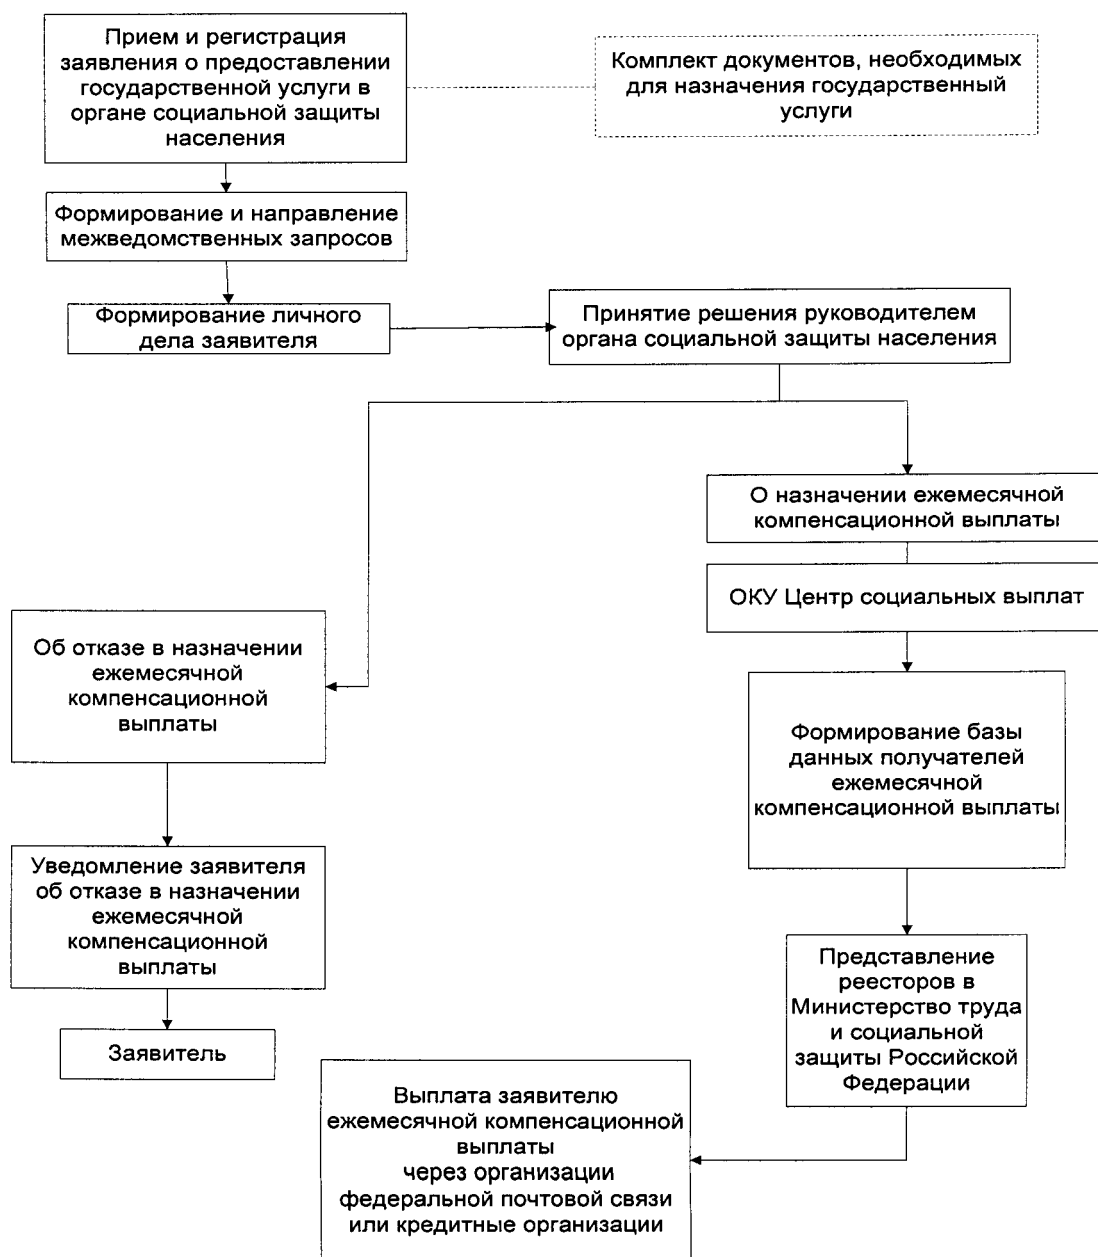 Прием и регистрация
заявления о предоставлении
государственной услуги в
органе социальной защиты
населения
Комплект документов, необходимых
для назначения государственный
услуги
Формирование и направление
межведомственных запросов
Формирование личного
дела заявителя
Принятие решения руководителем
органа социальной защиты населения
О назначении ежемесячной
компенсационной выплаты
ОКУ Центр социальных выплат
Об отказе в назначении
ежемесячной
компенсационной
выплаты
Формирование базы
данных получателей
ежемесячной
компенсационной выплаты
Уведомление заявителя
об отказе в назначении
ежемесячной
компенсационной
выплаты
Представление
реесторов в
Министерство труда
и социальной
защиты Российской
Федерации
Заявитель
Выплата заявителю
ежемесячной компенсационной
выплаты
через организации
федеральной почтовой связи
или кредитные организации